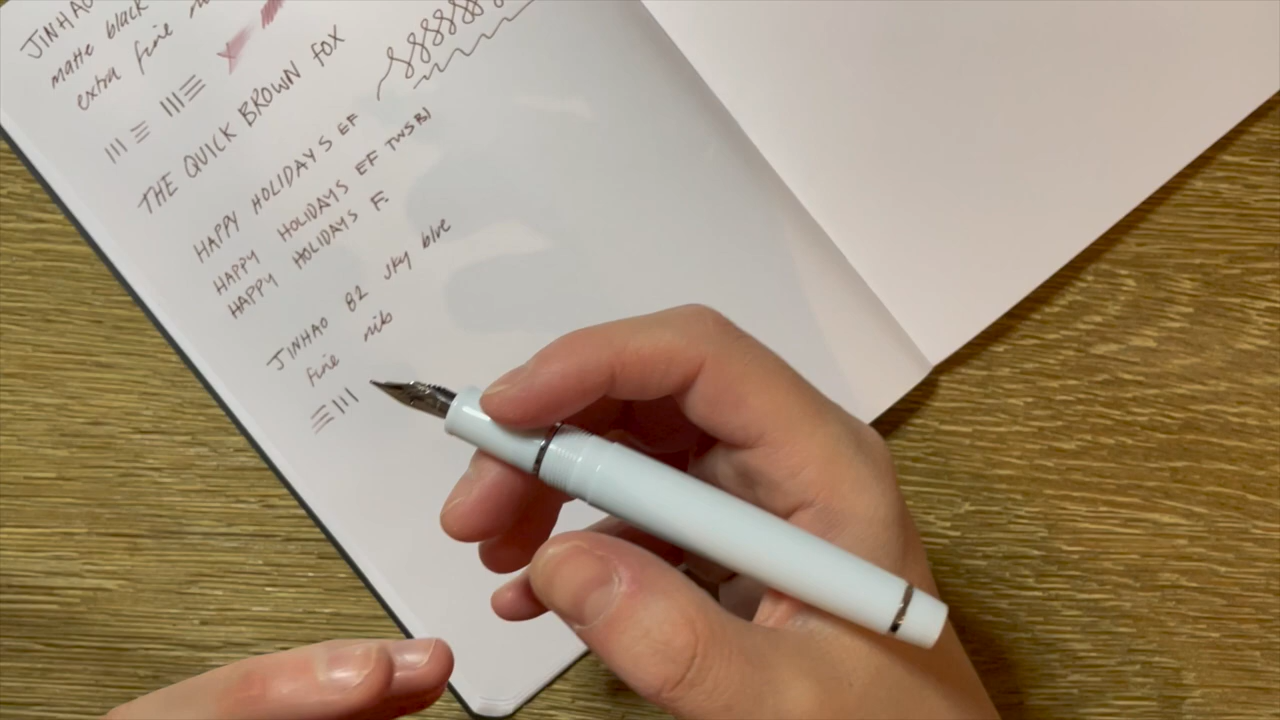 JINHAO
matte black
extra fine
THE QUICK BROWN FOX
HAPPY HOLIDAYS EF
HAPPY HOLIDAYS EF TWSBI
HAPPY HOLIDAYS F.
JINHAO 82 sky blue
fine nib